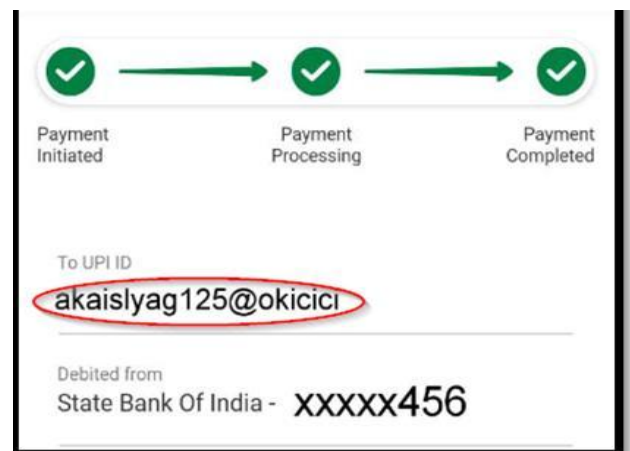 Payment Initiated
Payment Processing
Payment Completed
To UPI ID
akaislyag125@okicici
Debited from
State Bank Of India - xxxxx456